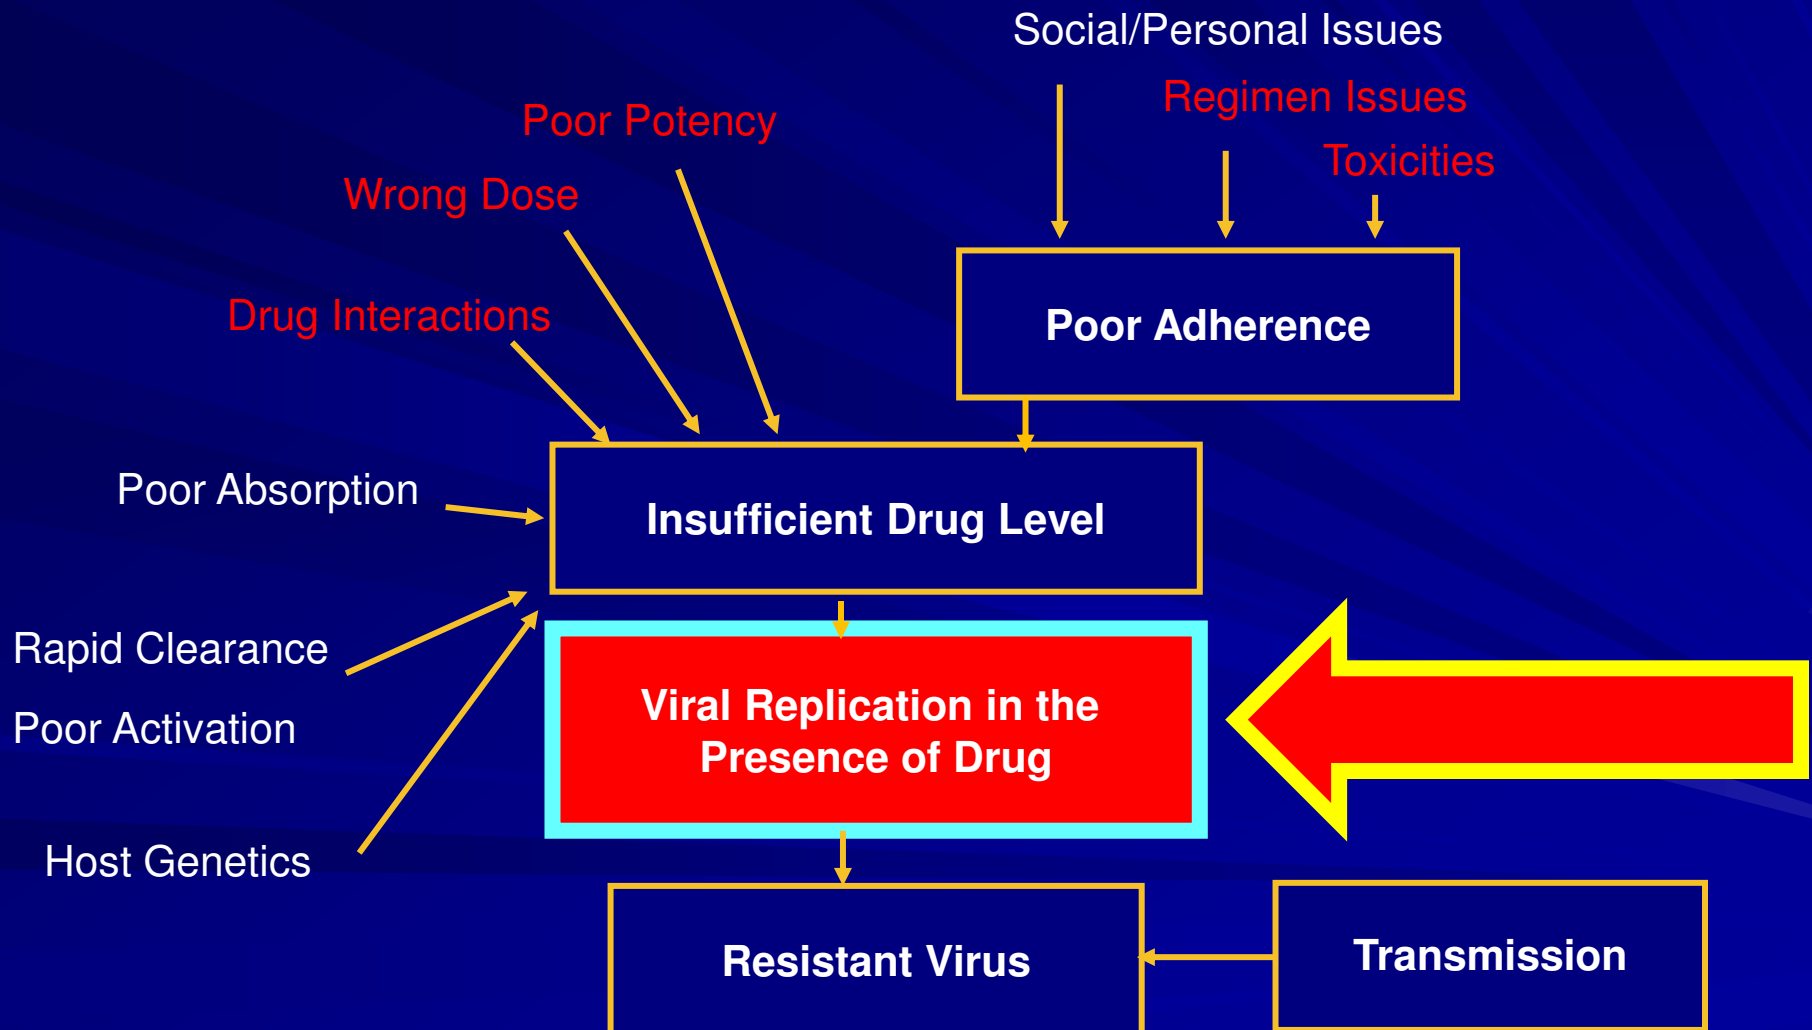 Social/Personal Issues
Regimen Issues
Poor Potency
Toxicities
Wrong Dose
Drug Interactions
Poor Adherence
Poor Absorption
Insufficient Drug Level
Rapid Clearance
Viral Replication in the
Presence of Drug
Poor Activation
Host Genetics
Resistant Virus
Transmission